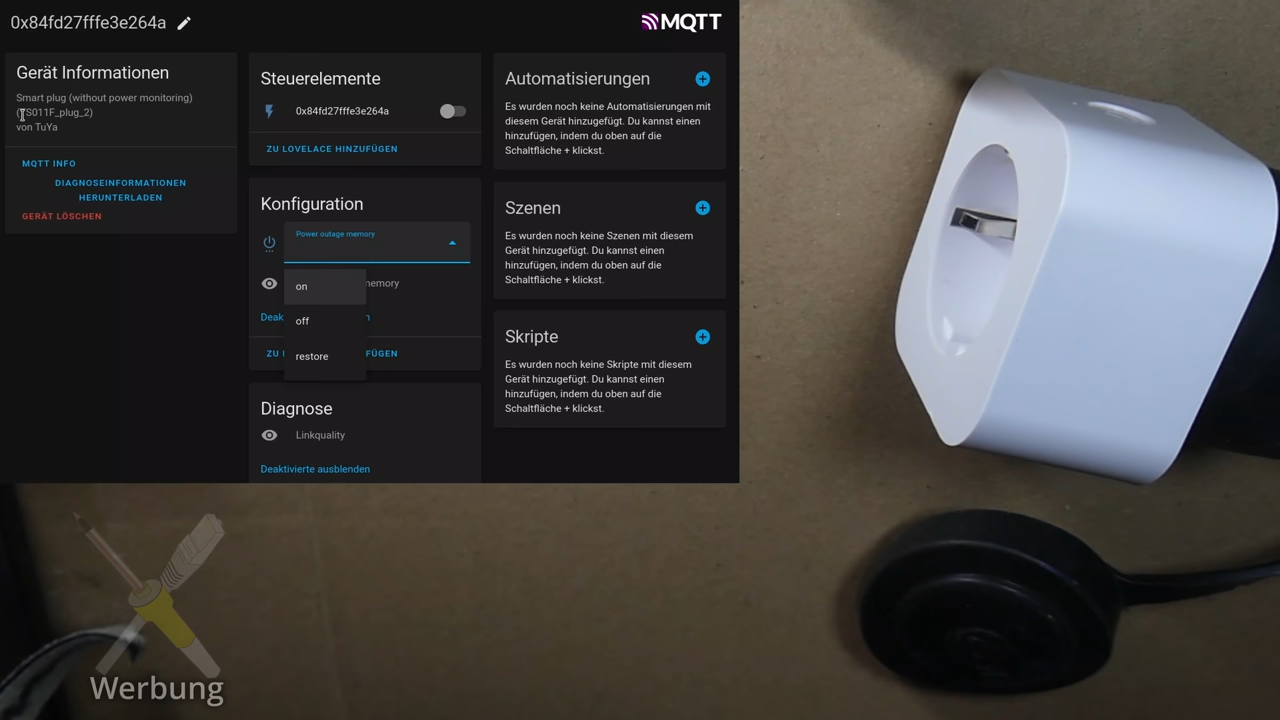 0x84fd27fffe3e264a
MQTT
Gerät Informationen
Smart plug (without power monitoring)
S011F_plug_2)
von TuYa
MQTT INFO
DIAGNOSEINFORMATIONEN
HERUNTERLADEN
GERÄT LÖSCHEN
Steuerelemente
0x84fd27fffe3e264a
ZU LOVELACE HINZUFÜGEN
Konfiguration
Power outage memory
on
off
restore
memory
Deak
ZU
FÜGEN
Diagnose
Linkquality
Deaktivierte ausblenden
Automatisierungen
Es wurden noch keine Automatisierungen mit
diesem Gerät hinzugefügt. Du kannst einen
hinzufügen, indem du oben auf die
Schaltfläche + klickst.
Szenen
Es wurden noch keine Szenen mit diesem
Gerät hinzugefügt. Du kannst einen
hinzufügen, indem du oben auf die
Schaltfläche + klickst.
Skripte
Es wurden noch keine Skripte mit diesem
Gerät hinzugefügt. Du kannst einen
hinzufügen, indem du oben auf die
Schaltfläche + klickst.
Werbung